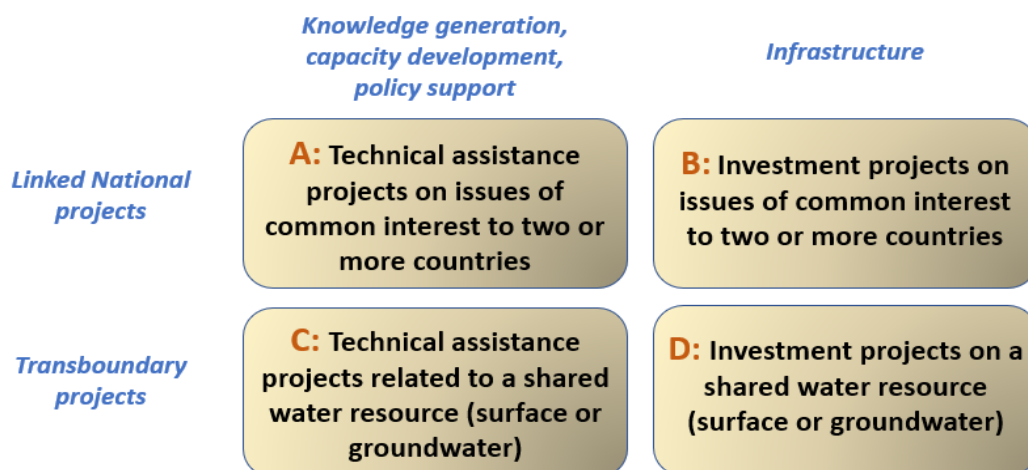 Knowledge generation,
capacity development,
policy support
Infrastructure
Linked National
projects
A: Technical assistance
projects on issues of
common interest to two or
more countries
B: Investment projects on
issues of common interest
to two or more countries
Transboundary
projects
C: Technical assistance
projects related to a shared
water resource (surface or
groundwater)
D: Investment projects on a
shared water resource
(surface or groundwater)